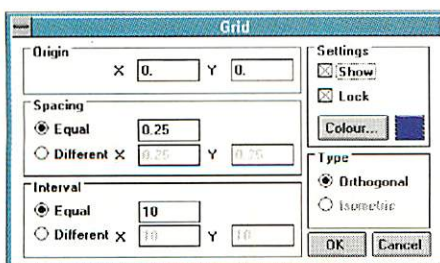 Grid
Origin
X 0. Y 0.
Spacing
Equal 0.25
Different X 0.25 Y 0.25
Interval
Equal 10
Different X 10 Y 10
Settings
Show
Lock
Colour...
Type
Orthogonal
Isometric
OK Cancel